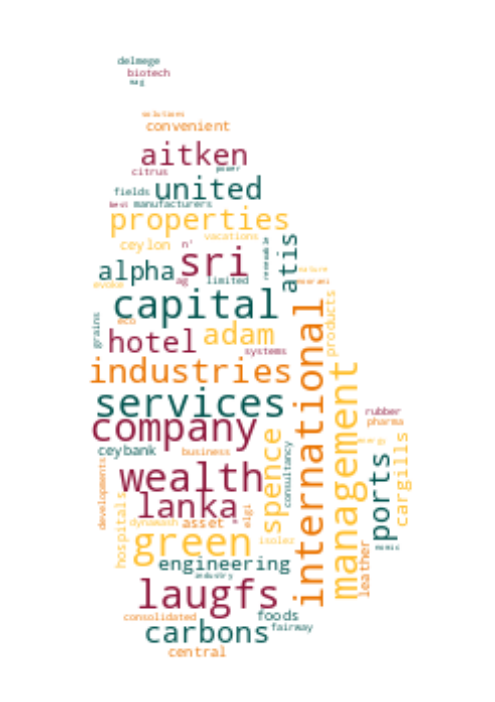 delmege
biotech
mag
solutions
convenient
aitken
citrus
power
fields
united
best
manufacturers
properties
vacations
ceylon
n'
sri
renewable
atis
alpha
ag
limited
nature
evoke
capital
eco
grains
hotel
adam
systems
products
industries
international
services
company
management
rubber
pharma
energy
ceybank
business
spence
consultancy
ports
cargills
wealth
developments
hospitals
lanka
dynawash
asset
elgi
green
isolez
engineering
industry
leather
laugfs
consolidated
foods
carbons
fairway
central